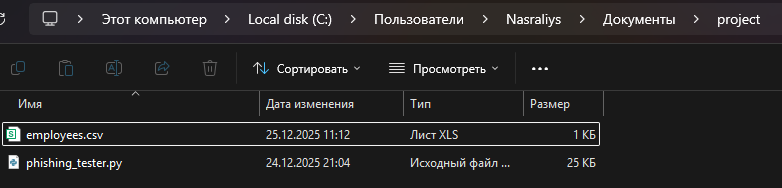 Этот компьютер > Local disk (C:) > Пользователи > Nasraliys > Документы > project
Сортировать Просмотреть •••
Имя Дата изменения Тип Размер
employees.csv 25.12.2025 11:12 Лист XLS 1 КБ
phishing_tester.py 24.12.2025 21:04 Исходный файл ... 25 КБ